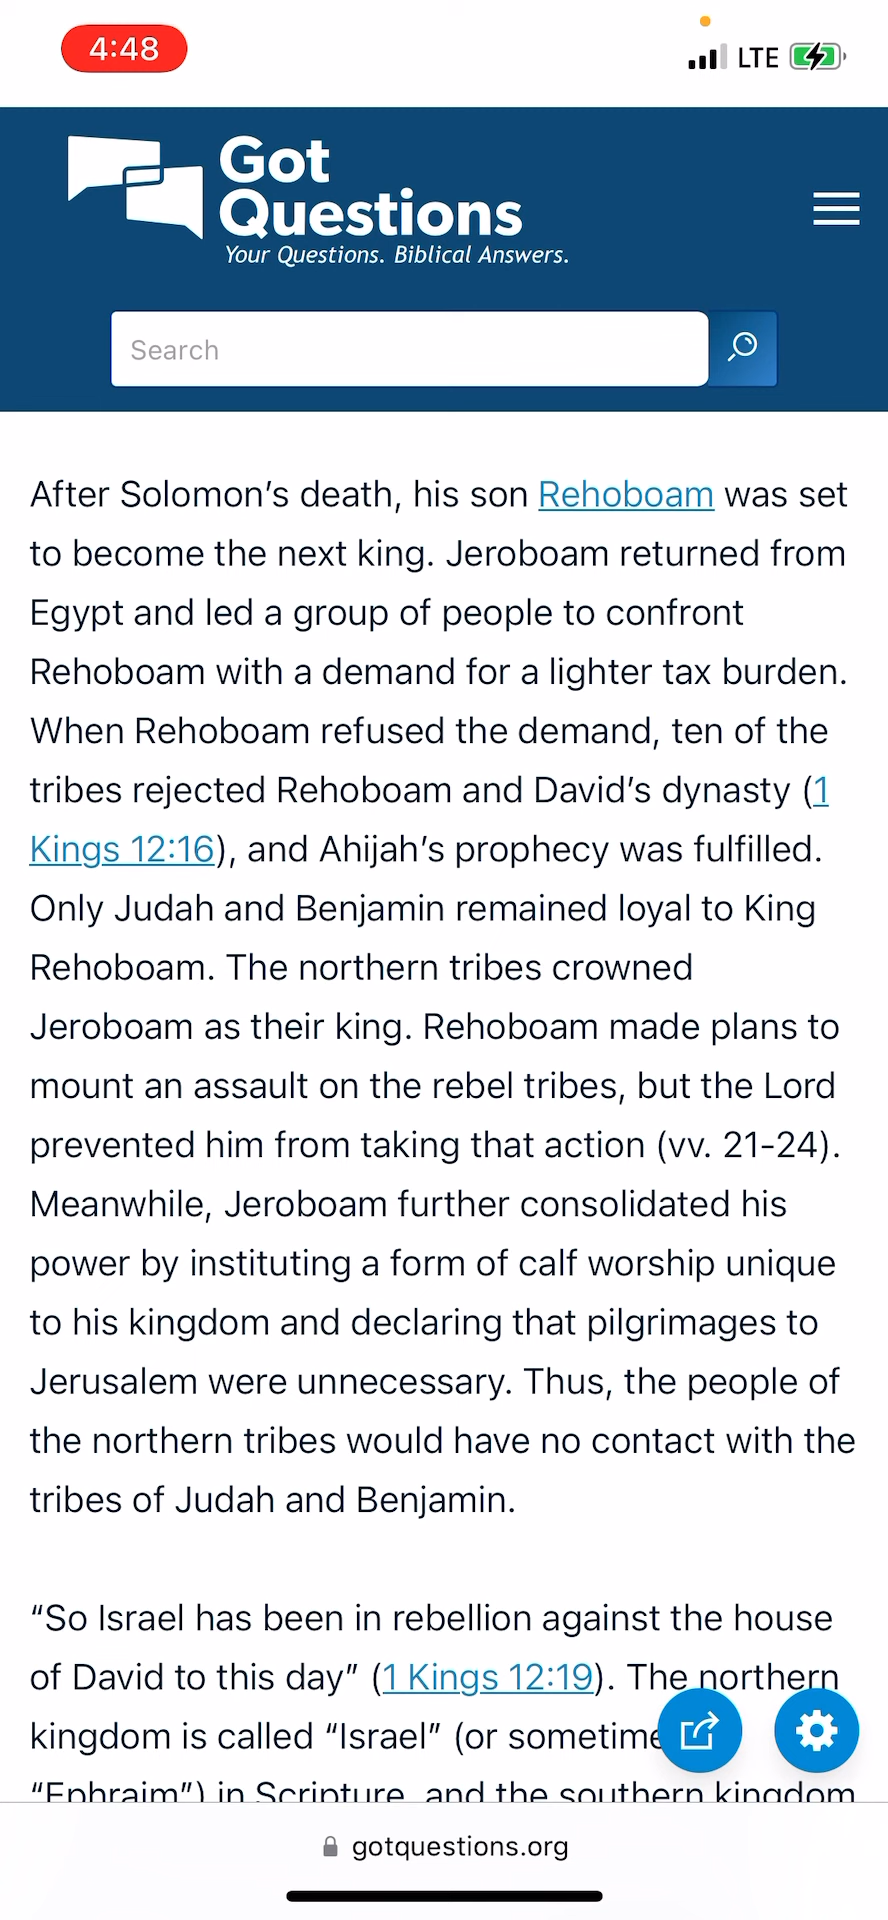 4:48
LTE
Got
Questions
Your Questions. Biblical Answers.
Search
After Solomon’s death, his son Rehoboam was set
to become the next king. Jeroboam returned from
Egypt and led a group of people to confront
Rehoboam with a demand for a lighter tax burden.
When Rehoboam refused the demand, ten of the
tribes rejected Rehoboam and David’s dynasty (1
Kings 12:16), and Ahijah’s prophecy was fulfilled.
Only Judah and Benjamin remained loyal to King
Rehoboam. The northern tribes crowned
Jeroboam as their king. Rehoboam made plans to
mount an assault on the rebel tribes, but the Lord
prevented him from taking that action (vv. 21-24).
Meanwhile, Jeroboam further consolidated his
power by instituting a form of calf worship unique
to his kingdom and declaring that pilgrimages to
Jerusalem were unnecessary. Thus, the people of
the northern tribes would have no contact with the
tribes of Judah and Benjamin.
“So Israel has been in rebellion against the house
of David to this day” (1 Kings 12:19). The northern
kingdom is called “Israel” (or sometime
“Ephraim”) in Scripture, and the southern kingdom
gotquestions.org